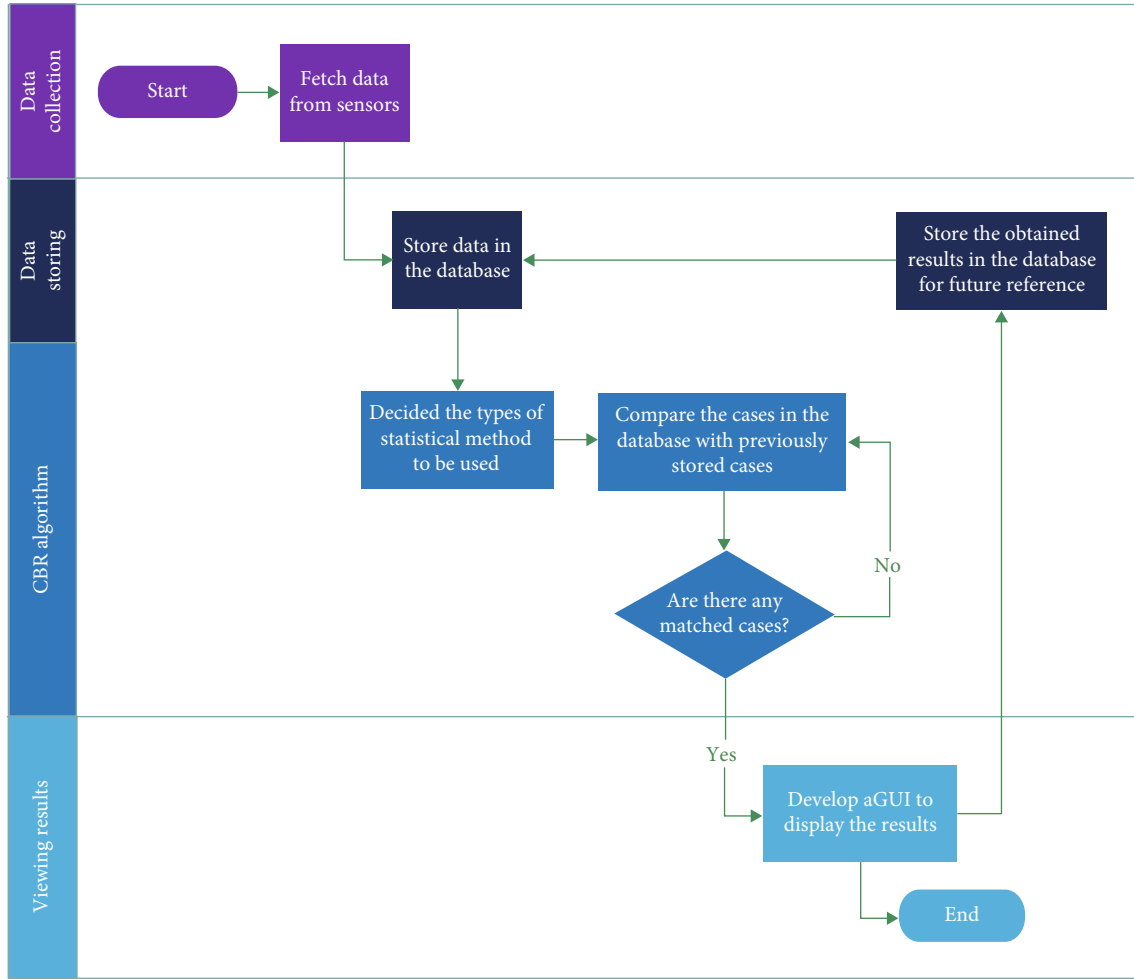 Data
collection
Start
Fetch data
from sensors
Data
storing
Store data in
the database
Store the obtained
results in the database
for future reference
CBR algorithm
Decided the types of
statistical method
to be used
Compare the cases in the
database with previously
stored cases
No
Are there any
matched cases?
Viewing results
Yes
Develop aGUI to
display the results
End